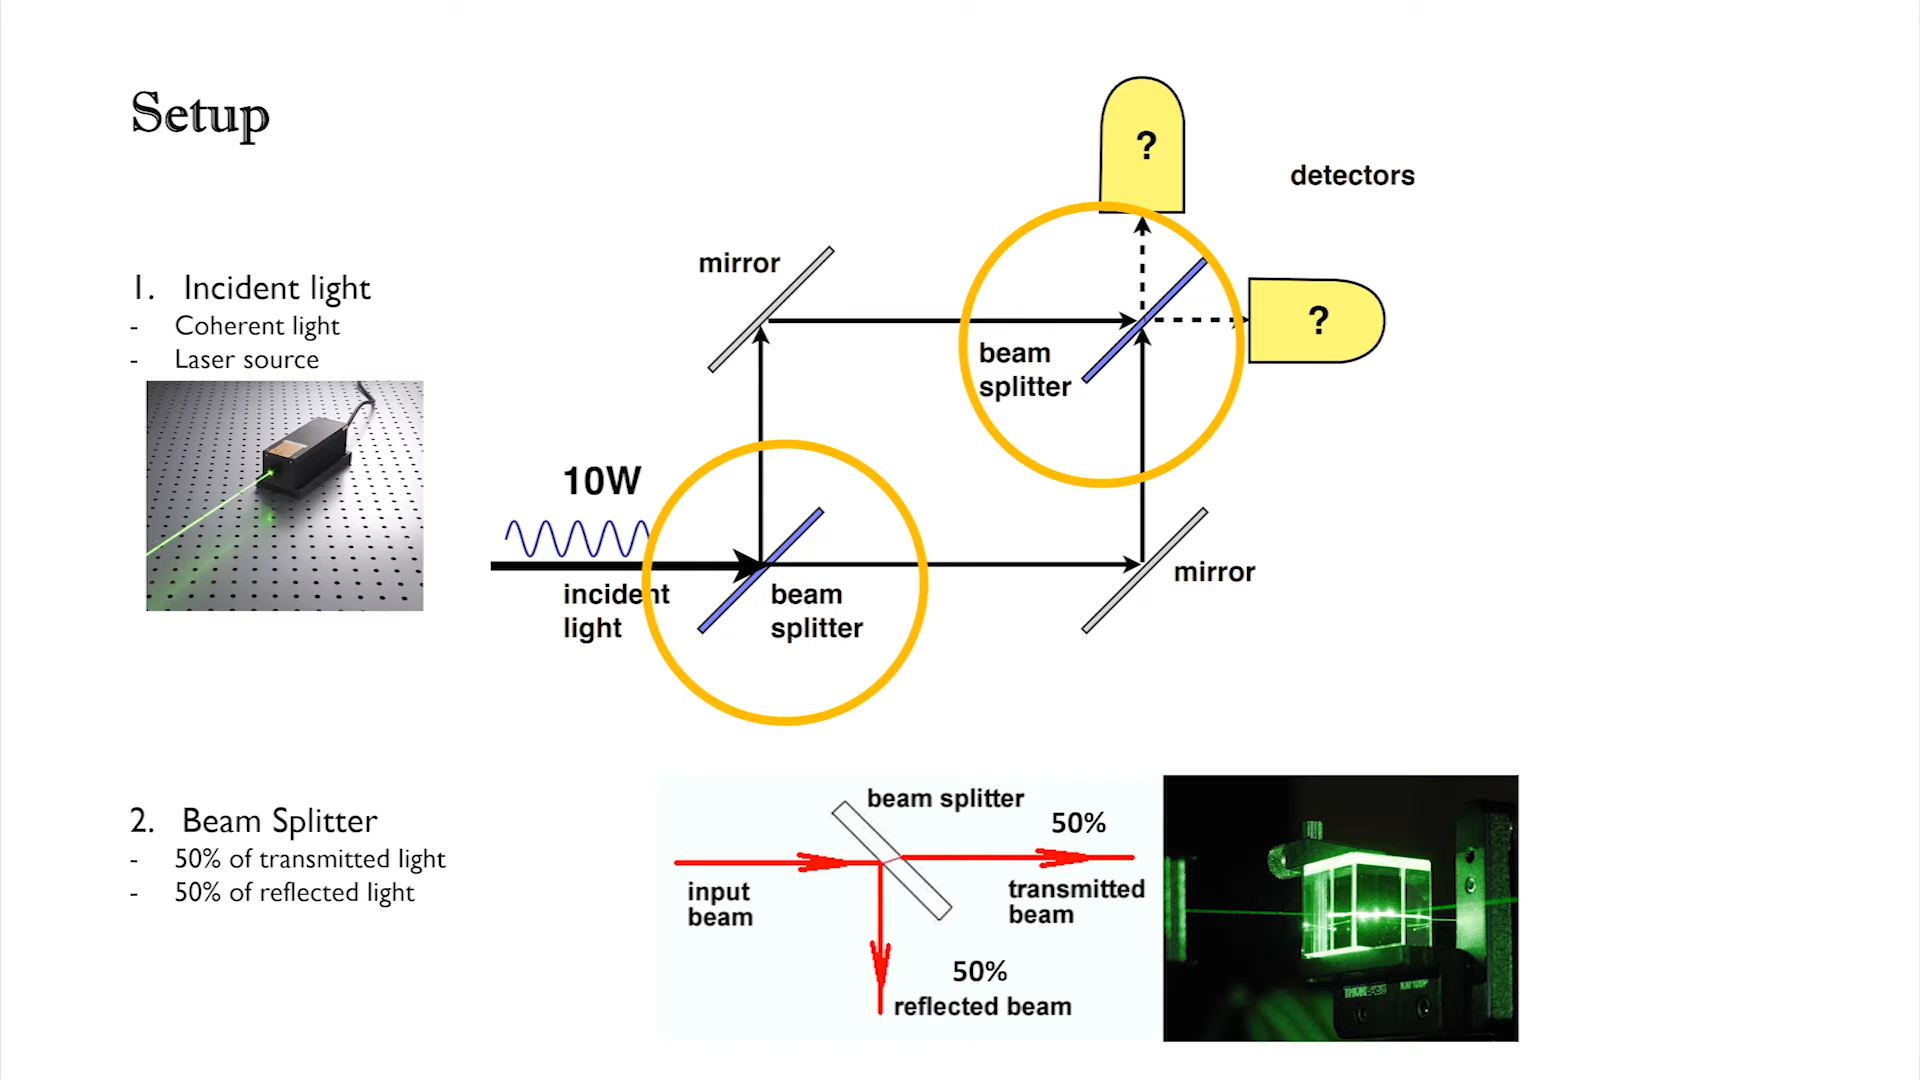 Setup
?
detectors
mirror
?
1. Incident light
- Coherent light
- Laser source
beam
splitter
10W
incident
light
beam
splitter
mirror
2. Beam Splitter
- 50% of transmitted light
- 50% of reflected light
beam splitter
50%
input
beam
transmitted
beam
50%
reflected beam